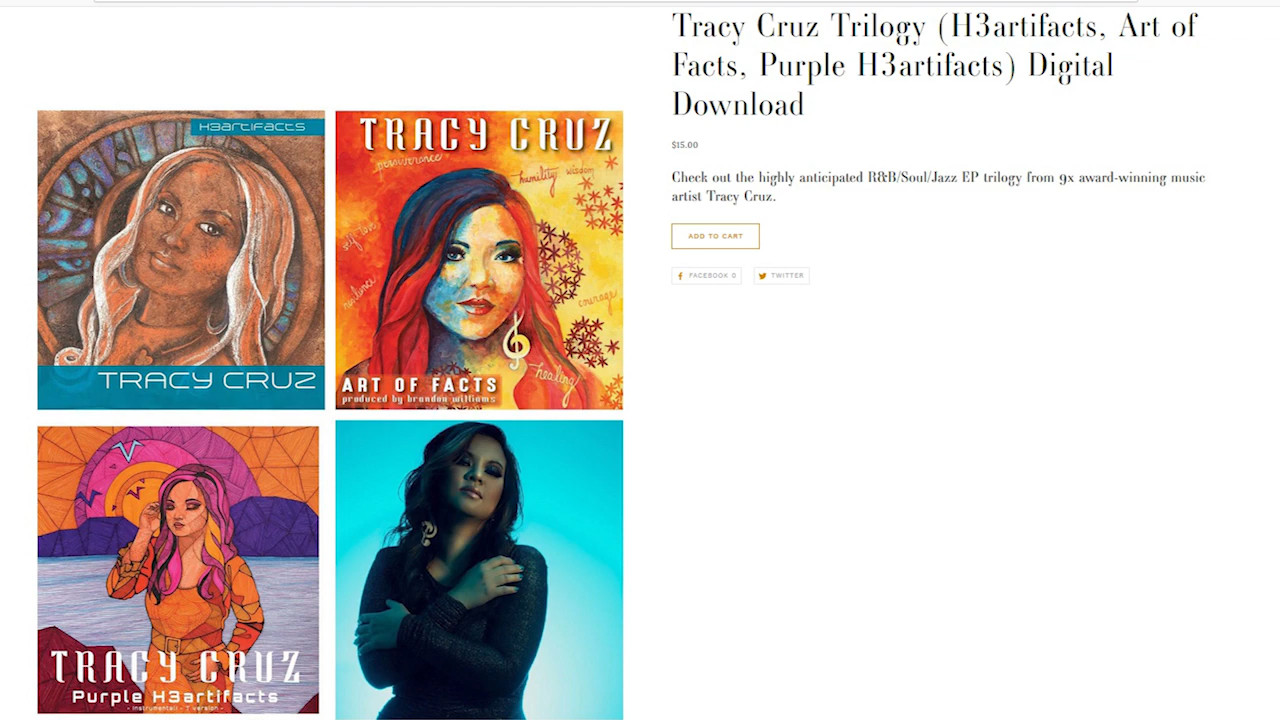 Tracy Cruz Trilogy (H3artifacts, Art of
Facts, Purple H3artifacts) Digital
Download
$15.00
Check out the highly anticipated R&B/Soul/Jazz EP trilogy from 9x award-winning music
artist Tracy Cruz.
ADD TO CART
FACEBOOK 0
TWITTER
H3ARTIFACTS
TRACY CRUZ
TRACY CRUZ
perseverance
humility wisdom
self love
resilience
courage
healing
ART OF FACTS
produced by brandon williams
TRACY CRUZ
Purple H3artifacts